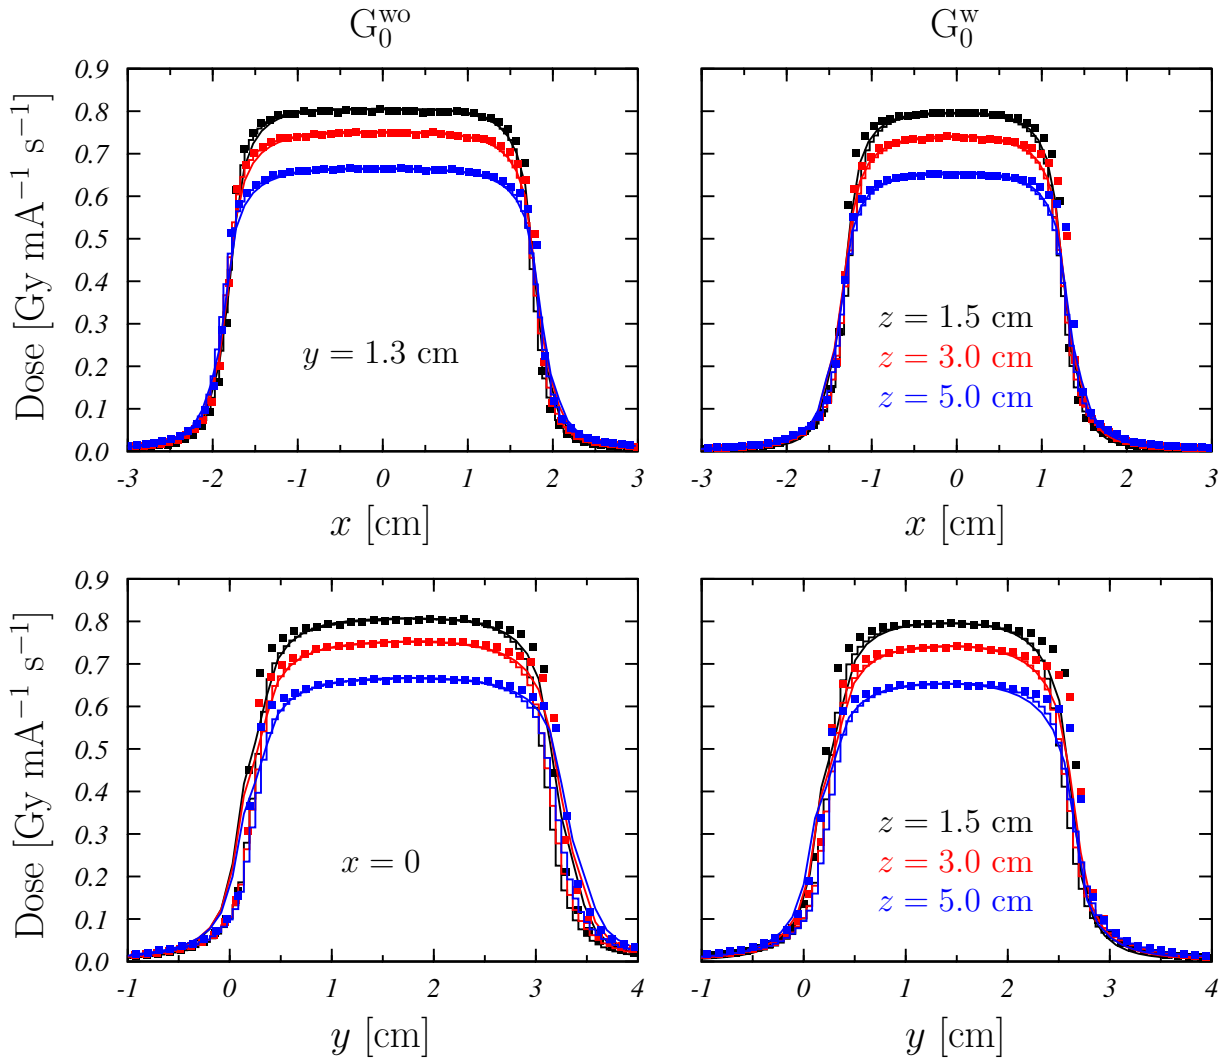 G₀ʷᵒ G₀ʷ
Dose [Gy mA⁻¹ s⁻¹]
0.9
0.8
0.7
0.6
0.5
0.4
0.3
0.2
0.1
0.0
y = 1.3 cm
-3 -2 -1 0 1 2 3
x [cm]
z = 1.5 cm
z = 3.0 cm
z = 5.0 cm
-3 -2 -1 0 1 2 3
x [cm]
Dose [Gy mA⁻¹ s⁻¹]
0.9
0.8
0.7
0.6
0.5
0.4
0.3
0.2
0.1
0.0
x = 0
-1 0 1 2 3 4
y [cm]
z = 1.5 cm
z = 3.0 cm
z = 5.0 cm
-1 0 1 2 3 4
y [cm]